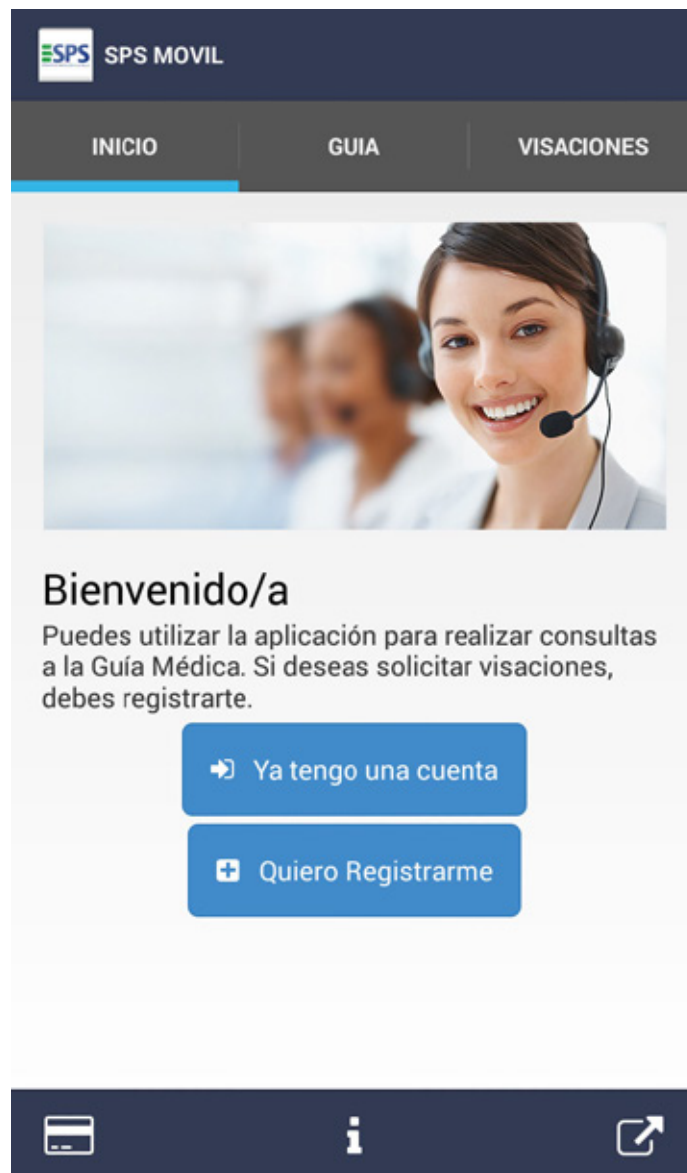 SPS SPS MOVIL
INICIO GUIA VISACIONES
Bienvenido/a
Puedes utilizar la aplicación para realizar consultas
a la Guía Médica. Si deseas solicitar visaciones,
debes registrarte.
Ya tengo una cuenta
Quiero Registrarme